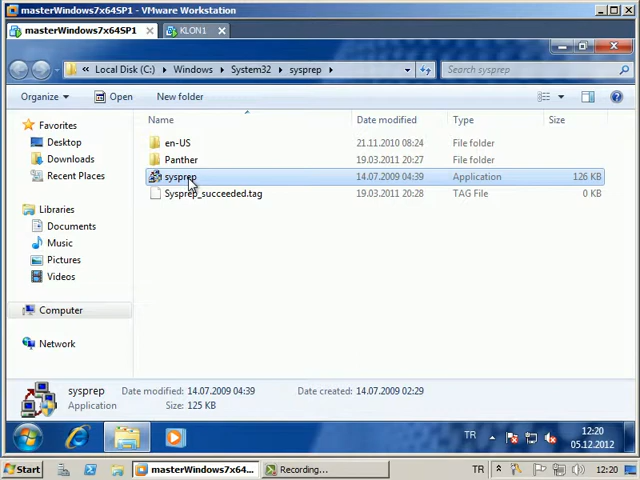 masterWindows7x64SP1 - VMware Workstation
masterWindows7x64SP1 KLON1
« Local Disk (C:) Windows System32 sysprep Search sysprep
Organize Open New folder
Name Date modified Type Size
Favorites
Desktop
Downloads
Recent Places
Libraries
Documents
Music
Pictures
Videos
Computer
Network
en-US 21.11.2010 08:24 File folder
Panther 19.03.2011 20:27 File folder
sysprep 14.07.2009 04:39 Application 126 KB
Sysprep_succeeded.tag 19.03.2011 20:28 TAG File 0 KB
sysprep Date modified: 14.07.2009 04:39 Date created: 14.07.2009 02:29
Application Size: 125 KB
TR 12:20
05.12.2012
Start masterWindows7x64... Recording... TR 12:20